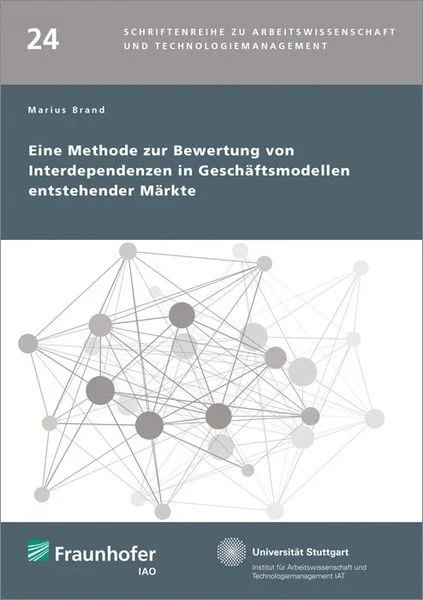 24
SCHRIFTENREIHE ZU ARBEITSWISSENSCHAFT
UND TECHNOLOGIEMANAGEMENT
Marius Brand
Eine Methode zur Bewertung von
Interdependenzen in Geschäftsmodellen
entstehender Märkte
Fraunhofer
IAO
Universität Stuttgart
Institut für Arbeitswissenschaft und
Technologiemanagement IAT